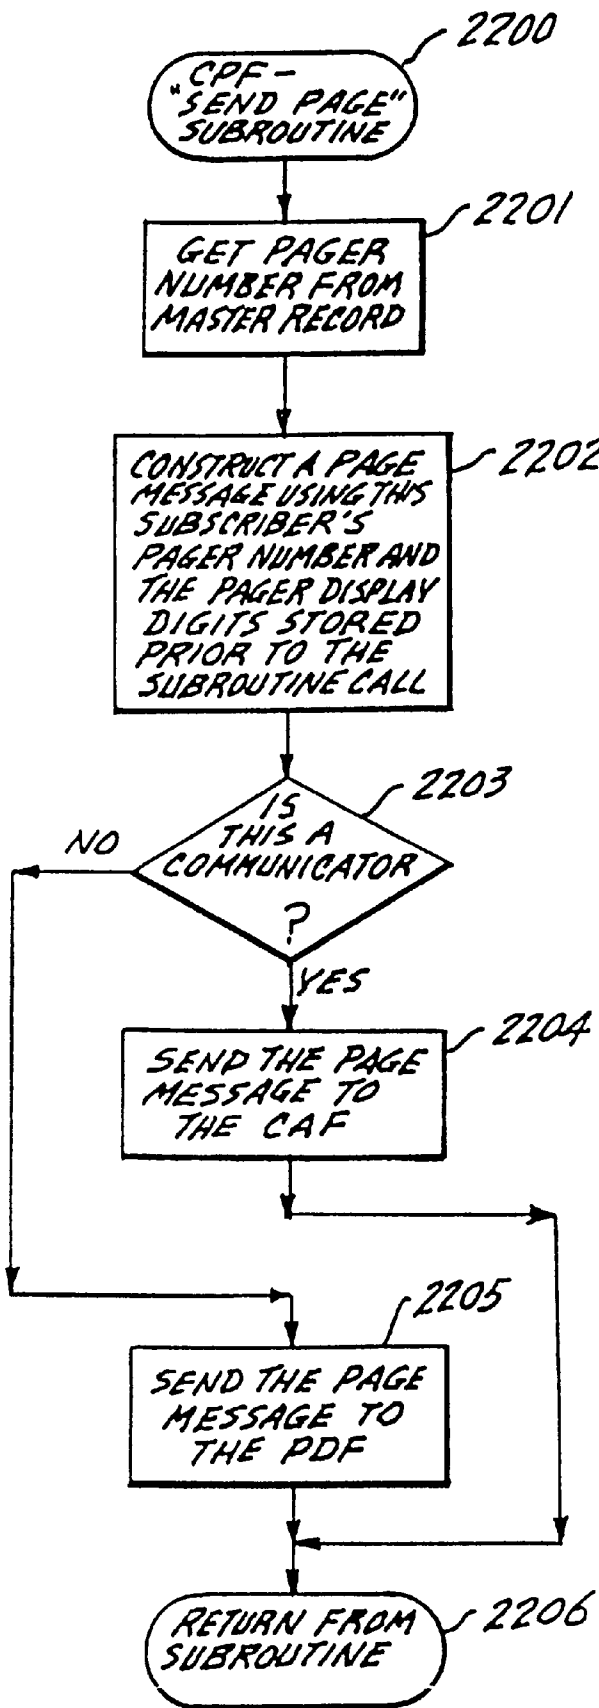 2200
"CPF-
"SEND PAGE"
SUBROUTINE
2201
GET PAGER
NUMBER FROM
MASTER RECORD
2202
CONSTRUCT A PAGE
MESSAGE USING THIS
SUBSCRIBER'S
PAGER NUMBER AND
THE PAGER DISPLAY
DIGITS STORED
PRIOR TO THE
SUBROUTINE CALL
2203
IS
THIS A
COMMUNICATOR
?
NO
YES
2204
SEND THE PAGE
MESSAGE TO
THE CAF
2205
SEND THE PAGE
MESSAGE TO
THE PDF
2206
RETURN FROM
SUBROUTINE